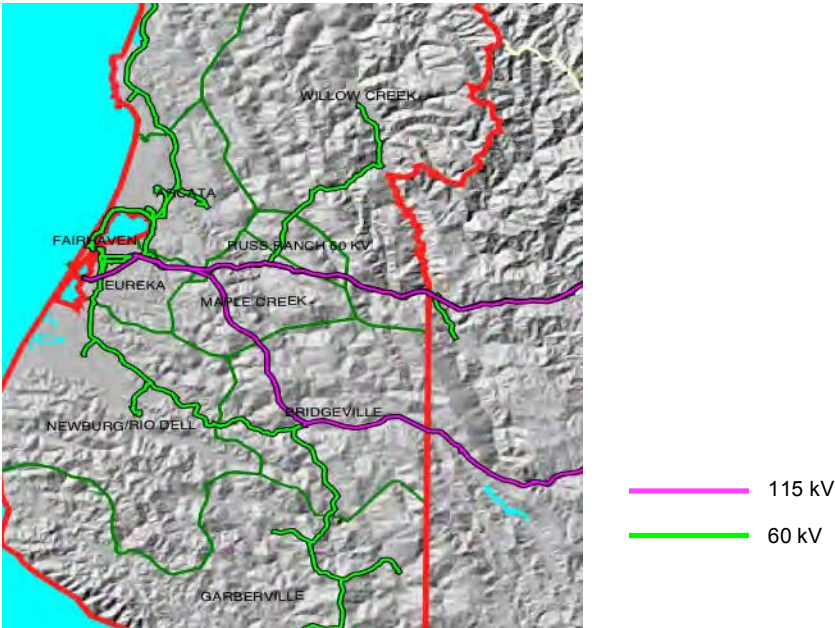 WILLOW CREEK
ARCATA
FAIRHAVEN
RUSS RANCH 60 KV
EUREKA
MAPLE CREEK
BRIDGEVILLE
NEWBURG/RIO DELL
115 kV
60 kV
GARBERVILLE